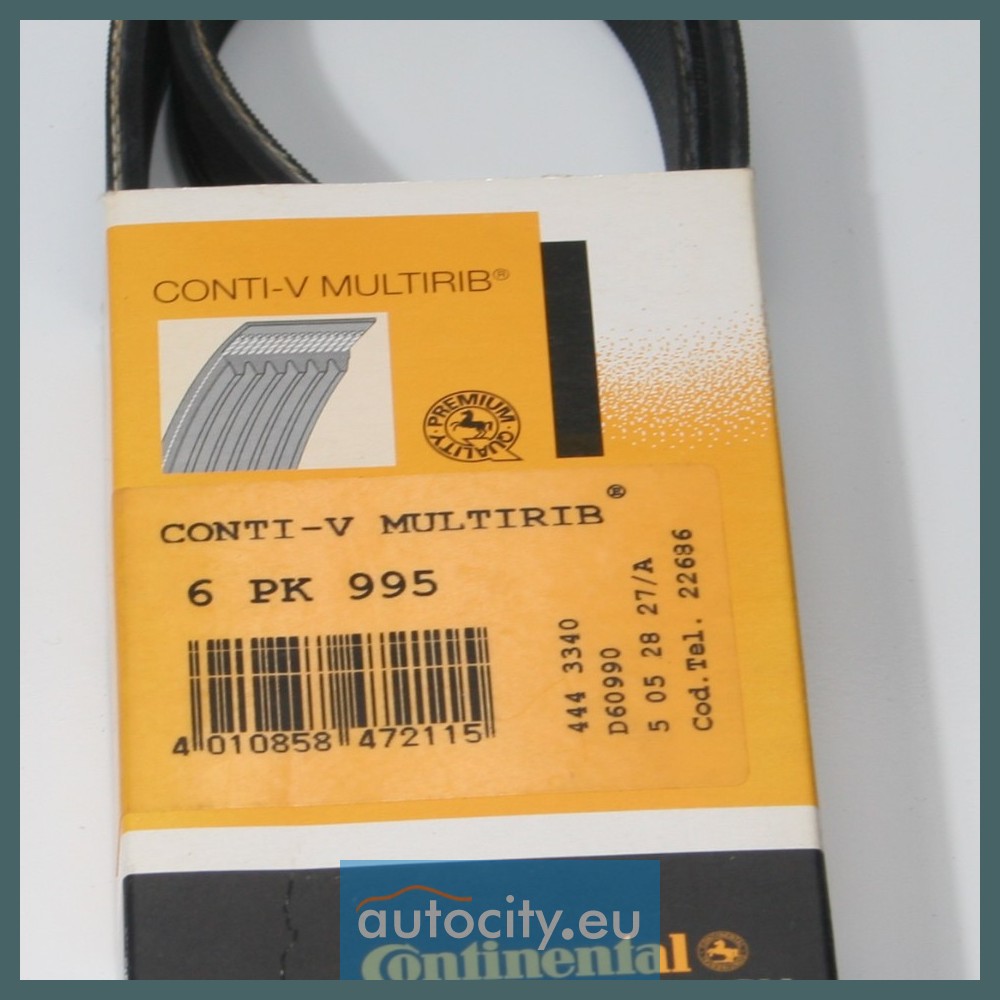 CONTI-V MULTIRIB®
PREMIUM QUALITY
CONTI-V MULTIRIB®
6 PK 995
4 010858 472115
444 3340
D60990
5 05 28 27/A
Cod.Tel. 22686
autocity.eu
Continental